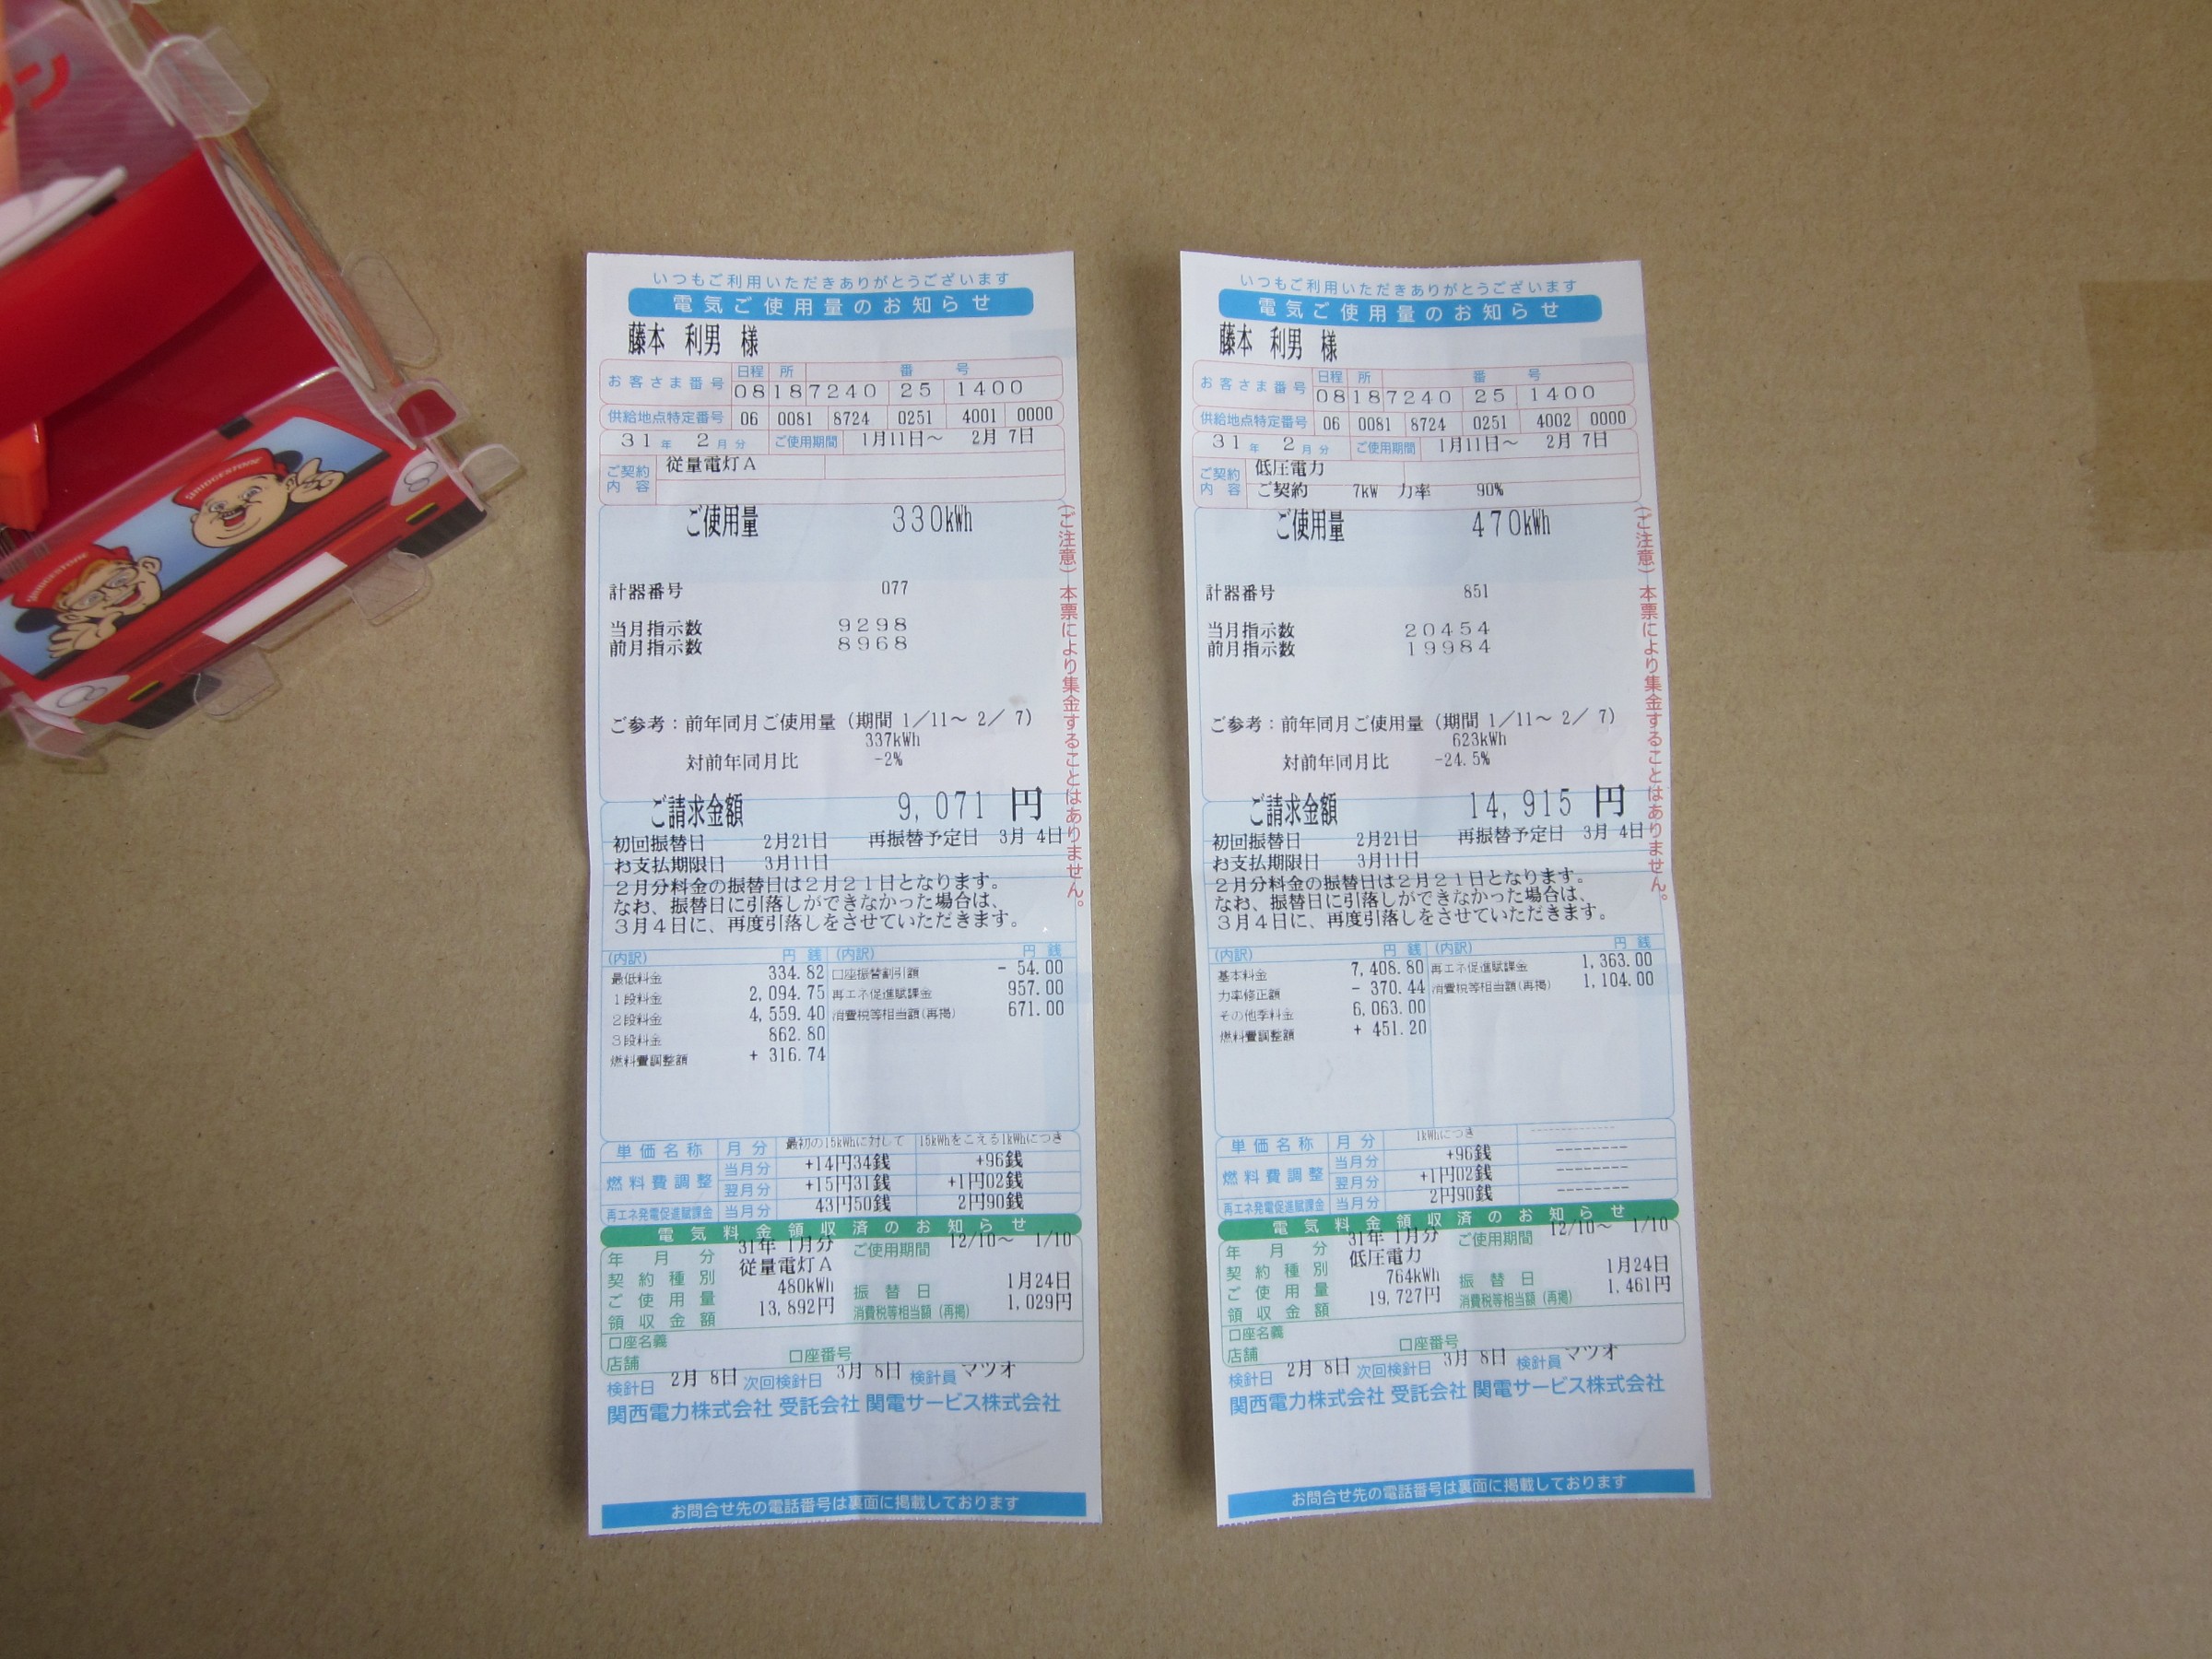 いつもご利用いただきありがとうございます
電気ご使用量のお知らせ
藤本 利男 様
お客さま番号 日程 所 番 号
08 187240 25 1400
供給地点特定番号 06 0081 8724 0251 4001 0000
31年 2月分 ご使用期間 1月11日～ 2月 7日
ご契約内容 従量電灯A
ご使用量 330kWh
計器番号 077
当月指示数 9298
前月指示数 8968
ご参考：前年同月ご使用量（期間 1／11～ 2／ 7）
337kWh
対前年同月比 -2%
ご請求金額 9,071 円
初回振替日 2月21日 再振替予定日 3月 4日
お支払期限日 3月11日
2月分料金の振替日は2月21日となります。
なお、振替日に引落しができなかった場合は、
3月4日に、再度引落しをさせていただきます。
(内訳) 円 銭 (内訳) 円 銭
最低料金 334.82 口座振替割引額 - 54.00
1段料金 2,094.75 再エネ促進賦課金 957.00
2段料金 4,559.40 消費税等相当額(再掲) 671.00
3段料金 862.80
燃料費調整額 + 316.74
単価名称 月分 最初の15kWhに対して 15kWhをこえる1kWhにつき
燃料費調整 当月分 +14円34銭 +96銭
翌月分 +15円31銭 +1円02銭
再エネ発電促進賦課金 当月分 43円50銭 2円90銭
電気料金領収済のお知らせ
年月分 31年 1月分 ご使用期間 12/10～ 1/10
契約種別 従量電灯A
ご使用量 480kWh 振替日 1月24日
領収金額 13,892円 消費税等相当額(再掲) 1,029円
口座名義
店舗 口座番号
検針日 2月 8日 次回検針日 3月 8日 検針員 マツオ
関西電力株式会社 受託会社 関電サービス株式会社
お問合せ先の電話番号は裏面に掲載しております
(ご注意)本票により集金することはありません。
いつもご利用いただきありがとうございます
電気ご使用量のお知らせ
藤本 利男 様
お客さま番号 日程 所 番 号
08 187240 25 1400
供給地点特定番号 06 0081 8724 0251 4002 0000
31年 2月分 ご使用期間 1月11日～ 2月 7日
ご契約内容 低圧電力
ご契約 7kW 力率 90%
ご使用量 470kWh
計器番号 851
当月指示数 20454
前月指示数 19984
ご参考：前年同月ご使用量（期間 1／11～ 2／ 7）
623kWh
対前年同月比 -24.5%
ご請求金額 14,915 円
初回振替日 2月21日 再振替予定日 3月 4日
お支払期限日 3月11日
2月分料金の振替日は2月21日となります。
なお、振替日に引落しができなかった場合は、
3月4日に、再度引落しをさせていただきます。
(内訳) 円 銭 (内訳) 円 銭
基本料金 7,408.80 再エネ促進賦課金 1,363.00
力率修正額 - 370.44 消費税等相当額(再掲) 1,104.00
その他季料金 6,063.00
燃料費調整額 + 451.20
単価名称 月分 1kWhにつき
燃料費調整 当月分 +96銭
翌月分 +1円02銭
再エネ発電促進賦課金 当月分 2円90銭
電気料金領収済のお知らせ
年月分 31年 1月分 ご使用期間 12/10～ 1/10
契約種別 低圧電力
ご使用量 764kWh 振替日 1月24日
領収金額 19,727円 消費税等相当額(再掲) 1,461円
口座名義
店舗 口座番号
検針日 2月 8日 次回検針日 3月 8日 検針員 マツオ
関西電力株式会社 受託会社 関電サービス株式会社
お問合せ先の電話番号は裏面に掲載しております
(ご注意)本票により集金することはありません。
BRIDGESTONE
BRIDGESTONE